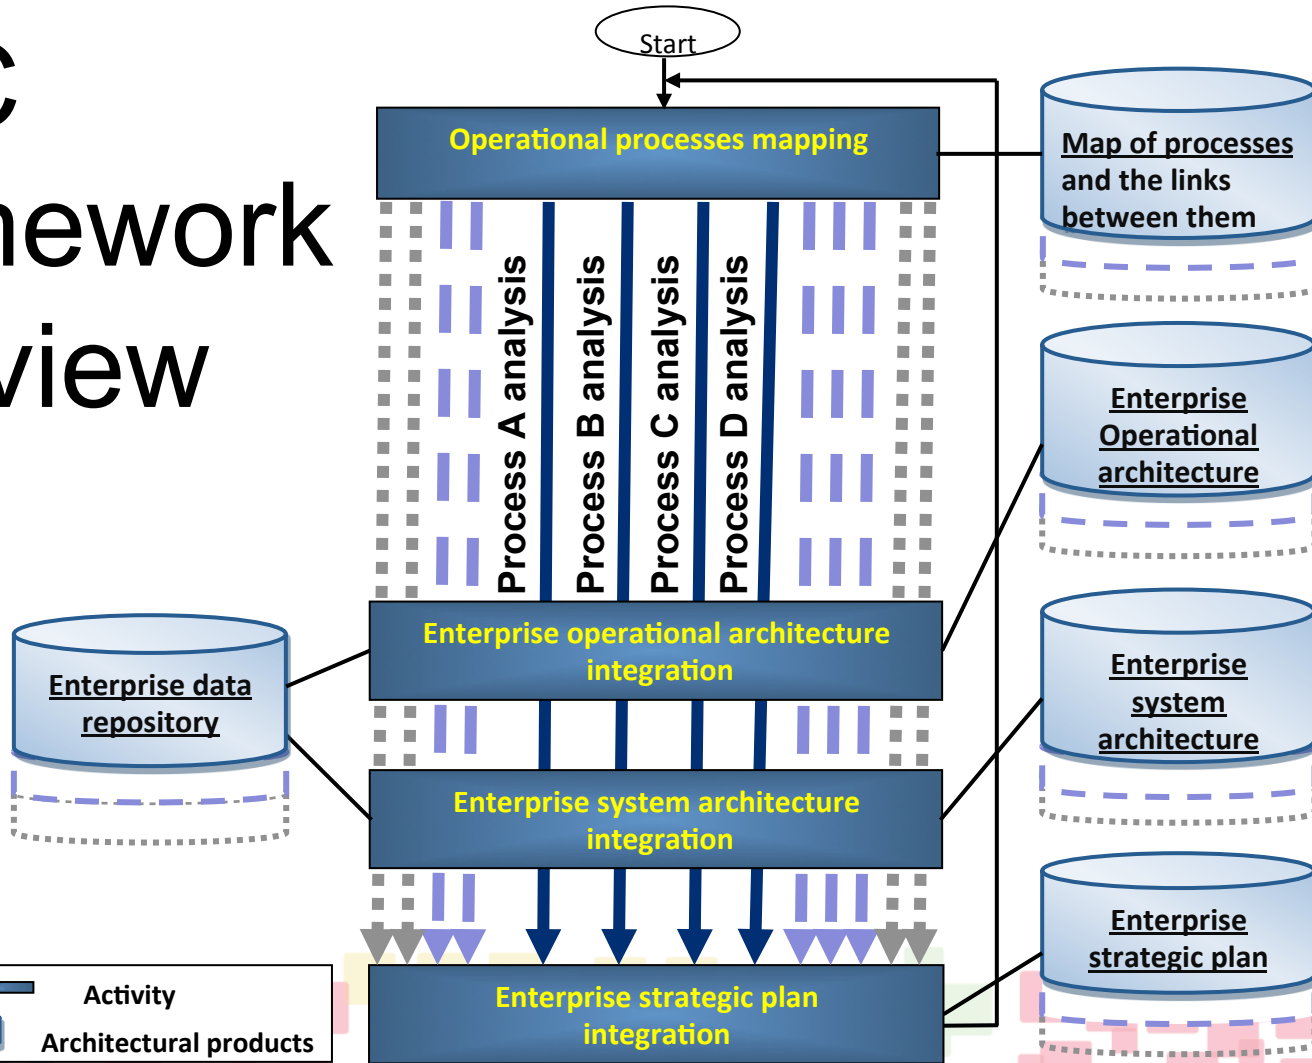 Start
Operational processes mapping
Map of processes
and the links
between them
view
Process A analysis
Process B analysis
Process C analysis
Process D analysis
Enterprise
Operational
architecture
Enterprise operational architecture
integration
Enterprise data
repository
Enterprise
system
architecture
Enterprise system architecture
integration
Enterprise
strategic plan
Enterprise strategic plan
integration
Activity
Architectural products